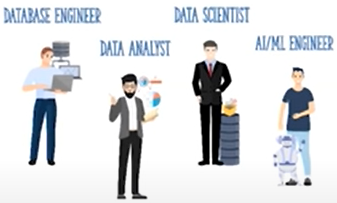 DATABASE ENGINEER
DATA ANALYST
DATA SCIENTIST
AI/ML ENGINEER